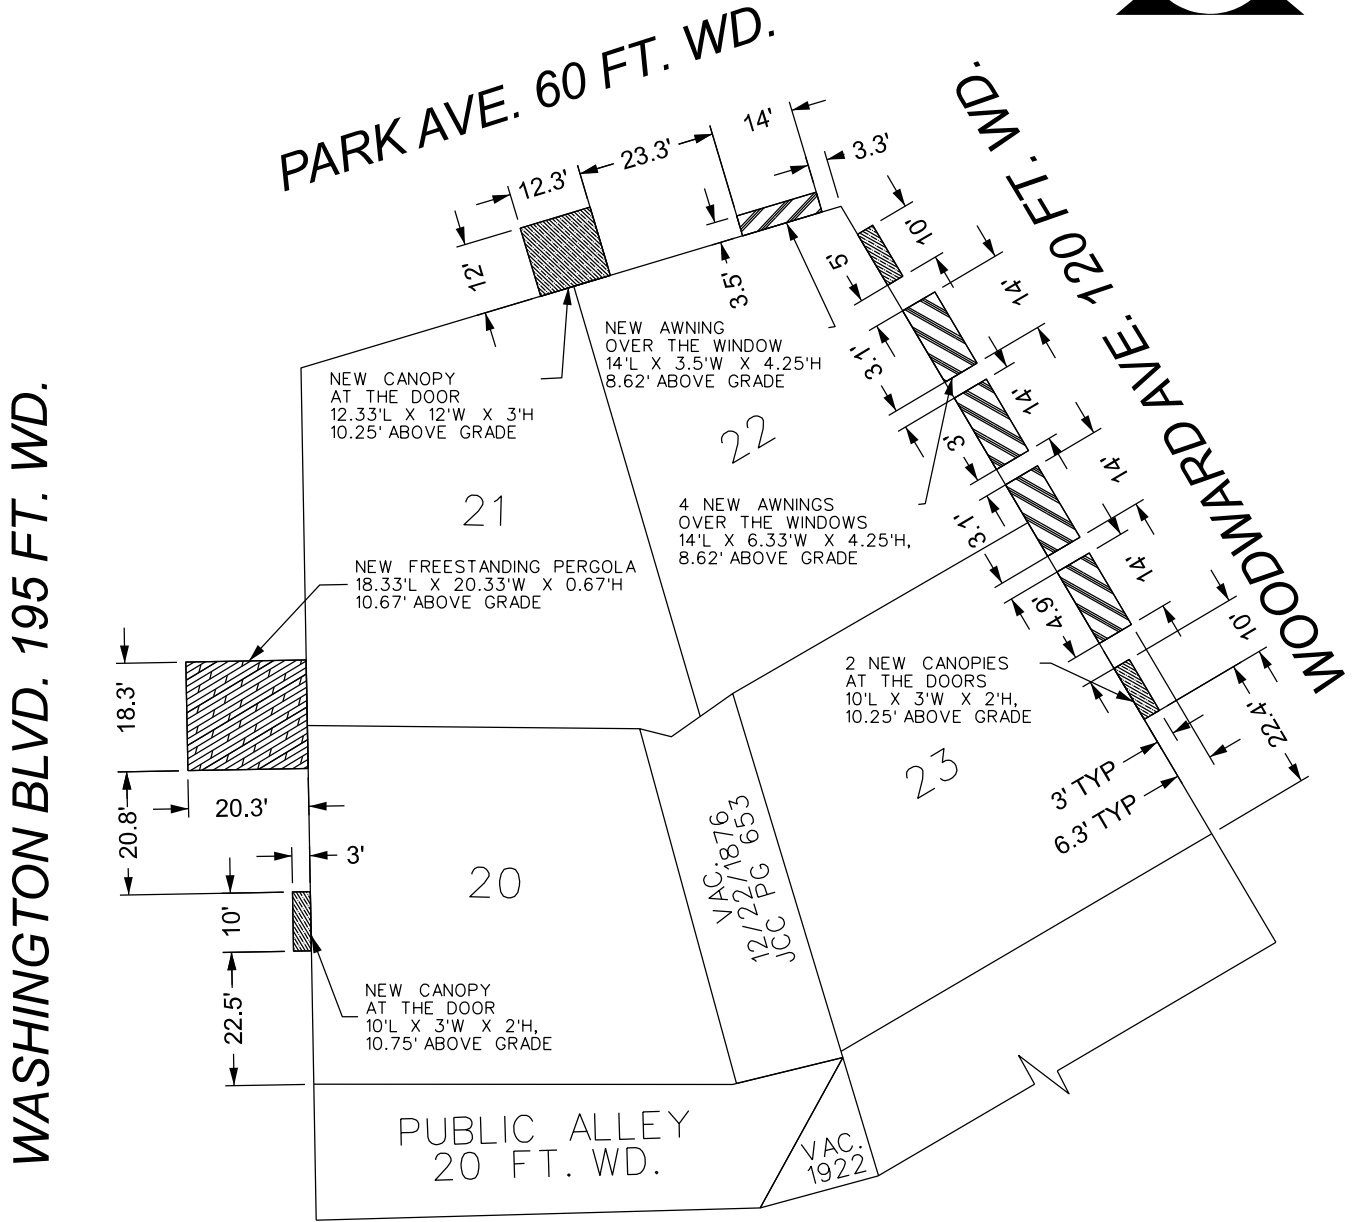 PARK AVE. 60 FT. WD.
WOODWARD AVE. 120 FT. WD.
WASHINGTON BLVD. 195 FT. WD.
12.3'
23.3'
14'
3.3'
12'
3.5'
5'
10'
14'
3.1'
14'
3'
14'
3.1'
14'
4.9'
10'
22.4'
3' TYP
6.3' TYP
NEW AWNING
OVER THE WINDOW
14'L X 3.5'W X 4.25'H
8.62' ABOVE GRADE
NEW CANOPY
AT THE DOOR
12.33'L X 12'W X 3'H
10.25' ABOVE GRADE
22
21
4 NEW AWNINGS
OVER THE WINDOWS
14'L X 6.33'W X 4.25'H,
8.62' ABOVE GRADE
NEW FREESTANDING PERGOLA
18.33'L X 20.33'W X 0.67'H
10.67' ABOVE GRADE
2 NEW CANOPIES
AT THE DOORS
10'L X 3'W X 2'H,
10.25' ABOVE GRADE
23
18.3'
20.3'
20.8'
3'
10'
22.5'
20
VAC.
12/22/1876
JCC PG 653
NEW CANOPY
AT THE DOOR
10'L X 3'W X 2'H,
10.75' ABOVE GRADE
PUBLIC ALLEY
20 FT. WD.
VAC.
1922